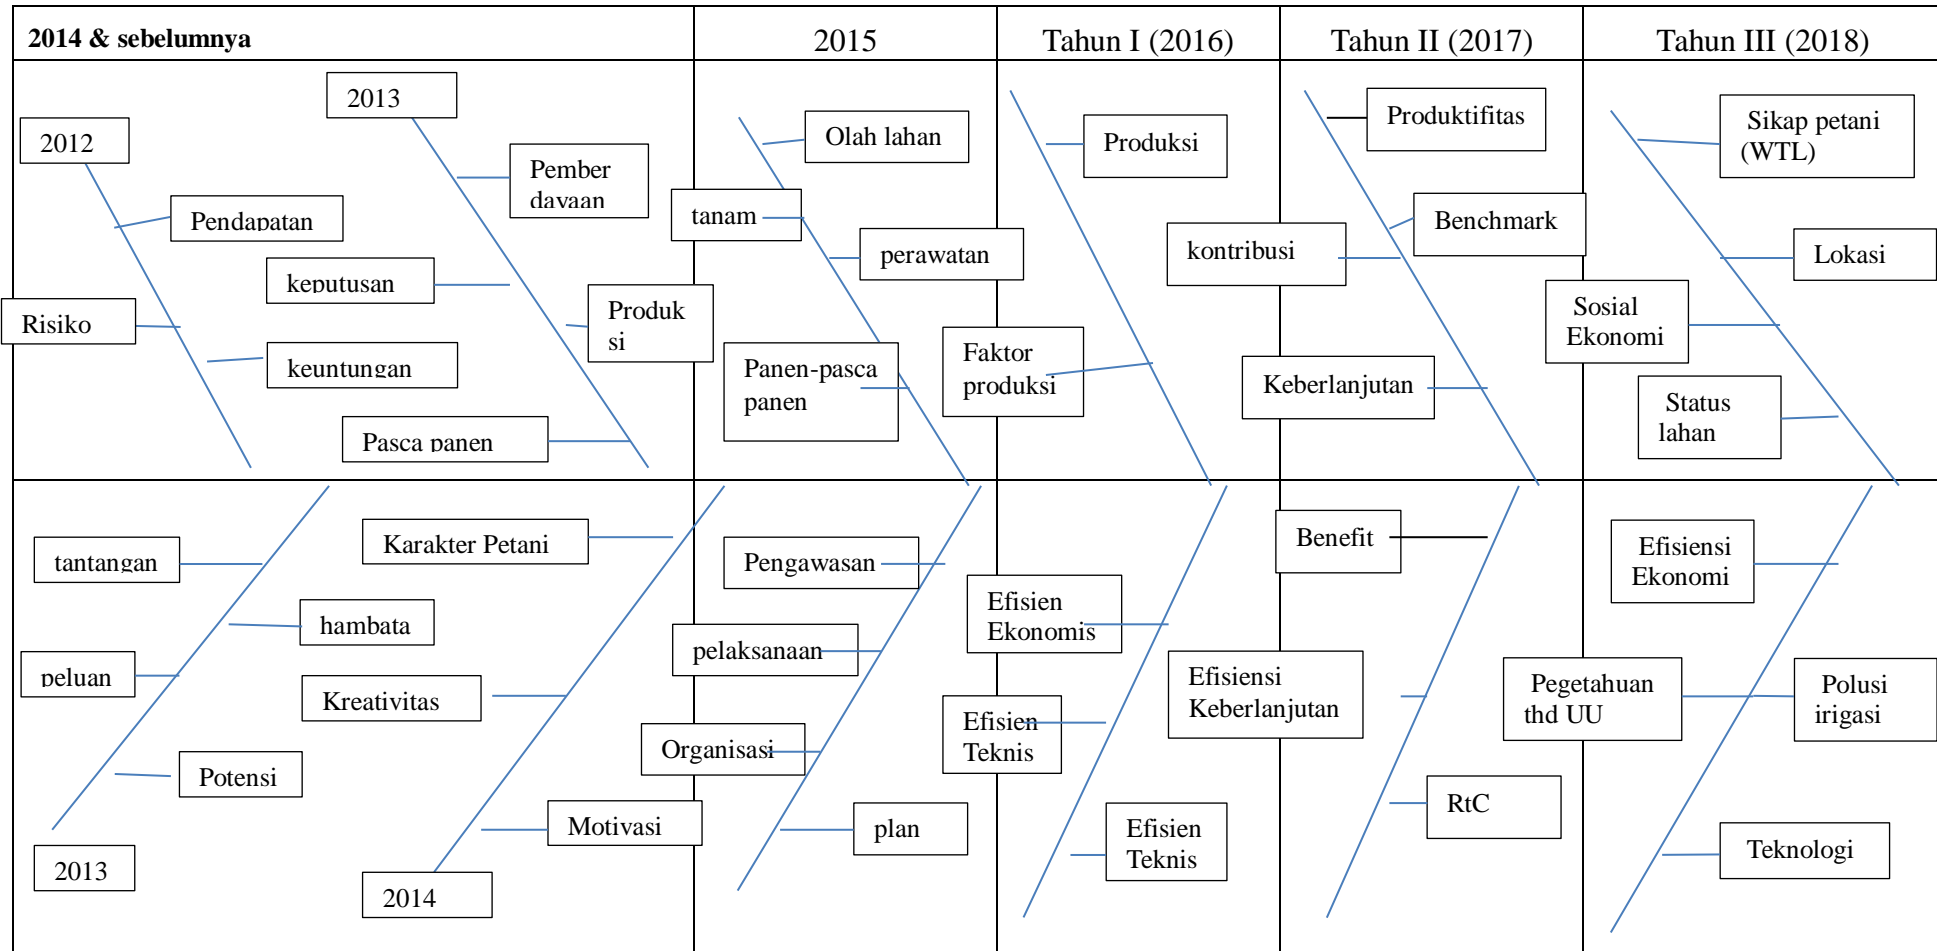 2014 & sebelumnya
2015
Tahun I (2016)
Tahun II (2017)
Tahun III (2018)
2012
Pendapatan
Risiko
keuntungan
2013
Pember
dayaan
keputusan
Produk
si
Pasca panen
Olah lahan
tanam
perawatan
Panen-pasca
panen
Produksi
Faktor
produksi
Produktifitas
Benchmark
kontribusi
Keberlanjutan
Sikap petani
(WTL)
Lokasi
Sosial
Ekonomi
Status
lahan
tantangan
hambata
peluan
Potensi
2013
Karakter Petani
Kreativitas
Motivasi
2014
Pengawasan
pelaksanaan
Organisasi
plan
Efisien
Ekonomis
Efisien
Teknis
Efisien
Teknis
Benefit
Efisiensi
Keberlanjutan
RtC
Efisiensi
Ekonomi
Pegetahuan
thd UU
Polusi
irigasi
Teknologi